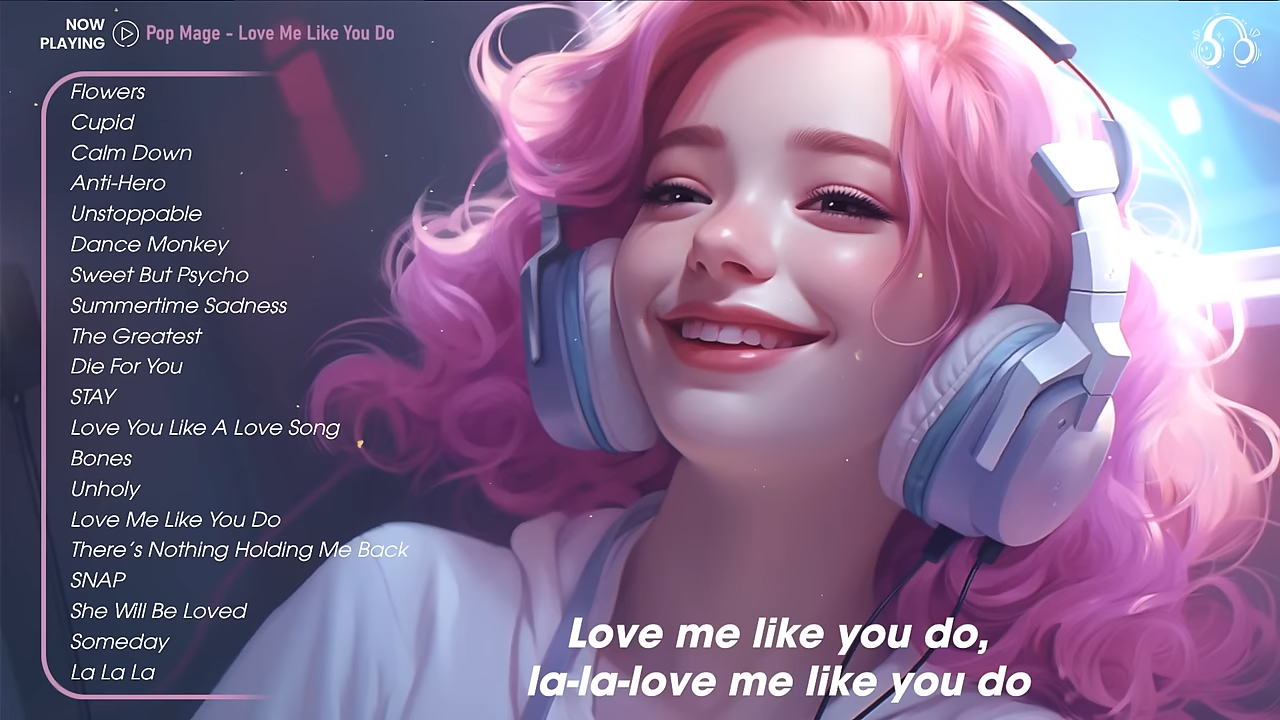 NOW
PLAYING
Pop Mage - Love Me Like You Do
Flowers
Cupid
Calm Down
Anti-Hero
Unstoppable
Dance Monkey
Sweet But Psycho
Summertime Sadness
The Greatest
Die For You
STAY
Love You Like A Love Song
Bones
Unholy
Love Me Like You Do
There's Nothing Holding Me Back
SNAP
She Will Be Loved
Someday
La La La
Love me like you do,
la-la-love me like you do